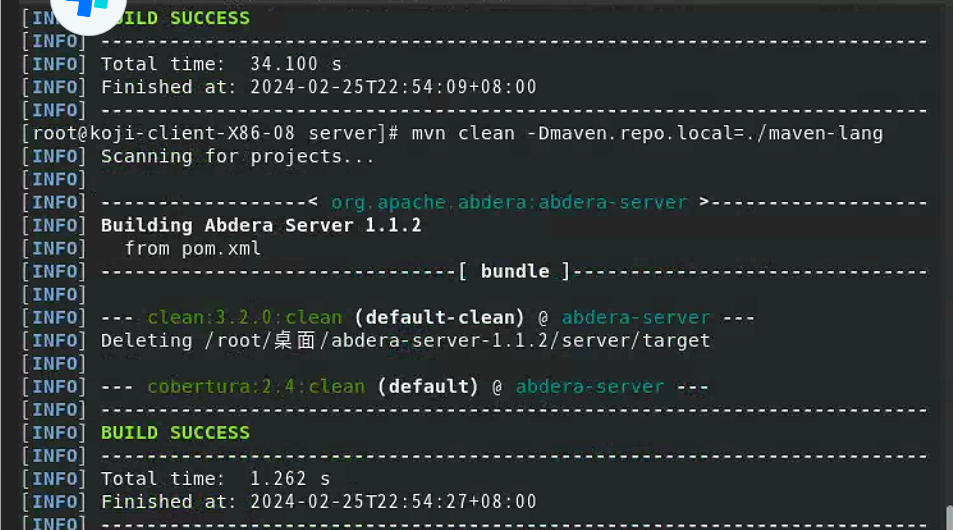 [INFO] BUILD SUCCESS
[INFO] ------------------------------------------------------------------------
[INFO] Total time:  34.100 s
[INFO] Finished at: 2024-02-25T22:54:09+08:00
[INFO] ------------------------------------------------------------------------
[root@koji-client-X86-08 server]# mvn clean -Dmaven.repo.local=./maven-lang
[INFO] Scanning for projects...
[INFO]
[INFO] ------------------< org.apache.abdera:abdera-server >-------------------
[INFO] Building Abdera Server 1.1.2
[INFO]   from pom.xml
[INFO] -------------------------------[ bundle ]-------------------------------
[INFO]
[INFO] --- clean:3.2.0:clean (default-clean) @ abdera-server ---
[INFO] Deleting /root/桌面/abdera-server-1.1.2/server/target
[INFO]
[INFO] --- cobertura:2.4:clean (default) @ abdera-server ---
[INFO] ------------------------------------------------------------------------
[INFO] BUILD SUCCESS
[INFO] ------------------------------------------------------------------------
[INFO] Total time:  1.262 s
[INFO] Finished at: 2024-02-25T22:54:27+08:00
[INFO] ------------------------------------------------------------------------